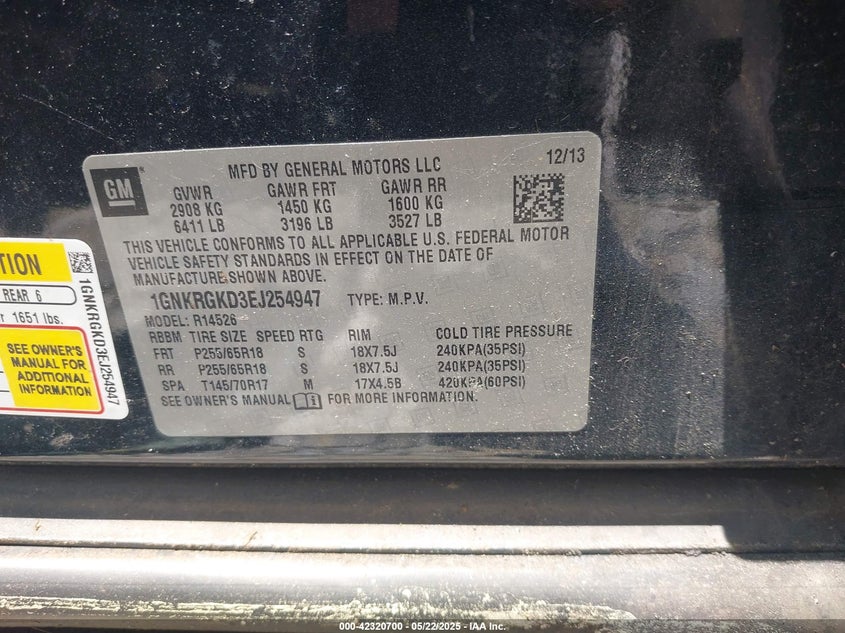 GM
MFD BY GENERAL MOTORS LLC 12/13
GVWR GAWR FRT GAWR RR
2908 KG 1450 KG 1600 KG
6411 LB 3196 LB 3527 LB
THIS VEHICLE CONFORMS TO ALL APPLICABLE U.S. FEDERAL MOTOR
VEHICLE SAFETY STANDARDS IN EFFECT ON THE DATE OF
MANUFACTURE SHOWN ABOVE.
1GNKRGKD3EJ254947 TYPE: M.P.V.
MODEL: R14526
RBBM TIRE SIZE SPEED RTG RIM COLD TIRE PRESSURE
FRT P255/65R18 S 18X7.5J 240KPA(35PSI)
RR P255/65R18 S 18X7.5J 240KPA(35PSI)
SPA T145/70R17 M 17X4.5B 420KPA(60PSI)
SEE OWNER'S MANUAL FOR MORE INFORMATION.
REAR 6
1651 lbs.
SEE OWNER'S
MANUAL FOR
ADDITIONAL
INFORMATION
1GNKRGKD3EJ254947
000-42320700 - 05/22/2025 - IAA Inc.